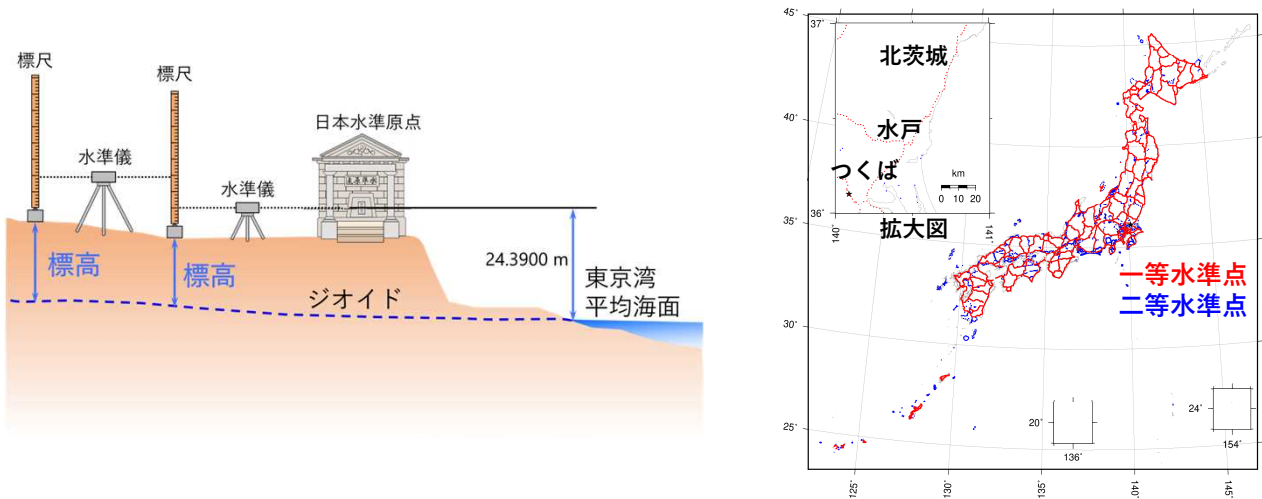 標尺
標尺
日本水準原点
水準儀
水準儀
標高
標高
ジオイド
24.3900 m
東京湾
平均海面
45˚
40˚
35˚
30˚
25˚
125˚
130˚
135˚
140˚
145˚
37˚
36˚
140˚
141˚
北茨城
水戸
つくば
km
0 10 20
拡大図
一等水準点
二等水準点
20˚
136˚
24˚
154˚